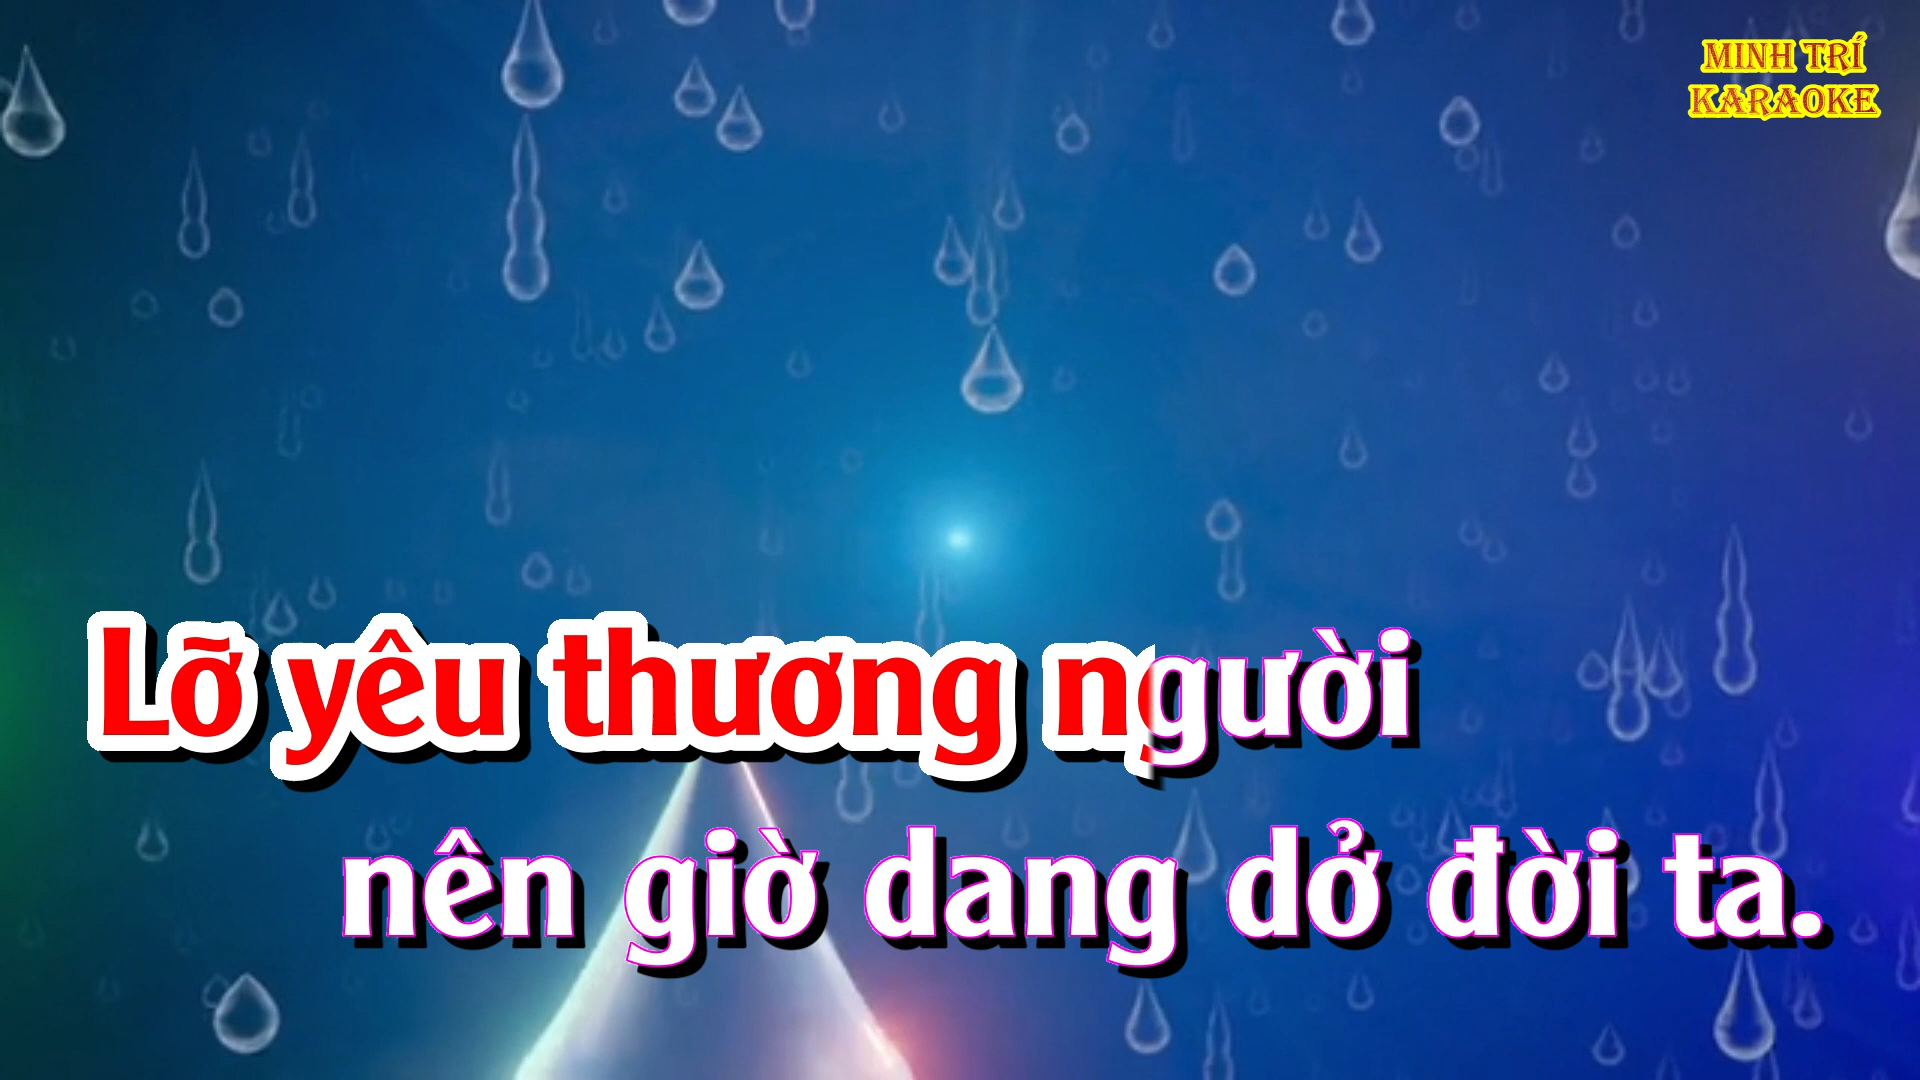 MINH TRÍ
KARAOKE
Lỡ yêu thương người
nên giờ dang dở đời ta.